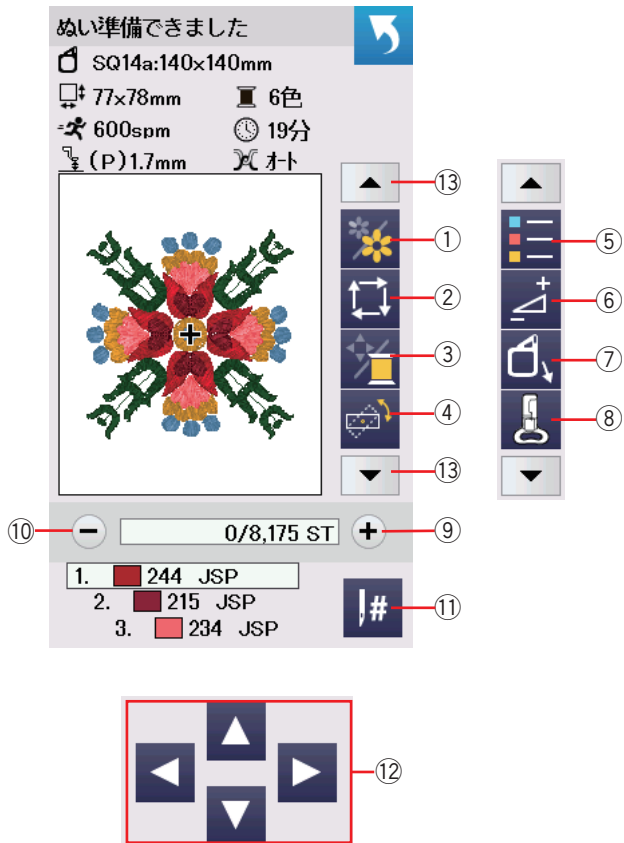 ぬい準備できました
SQ14a:140×140mm
77×78mm 6色
600spm 19分
(P)1.7mm オート
⑬
①
②
③
④
⑬
⑤
⑥
⑦
⑧
⑩ − 0/8,175 ST + ⑨
1. 244 JSP
2. 215 JSP
3. 234 JSP
# ⑪
⑫